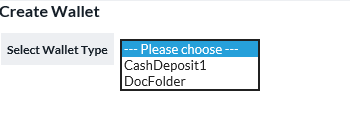 Create Wallet
Select Wallet Type
--- Please choose ---
CashDeposit1
DocFolder